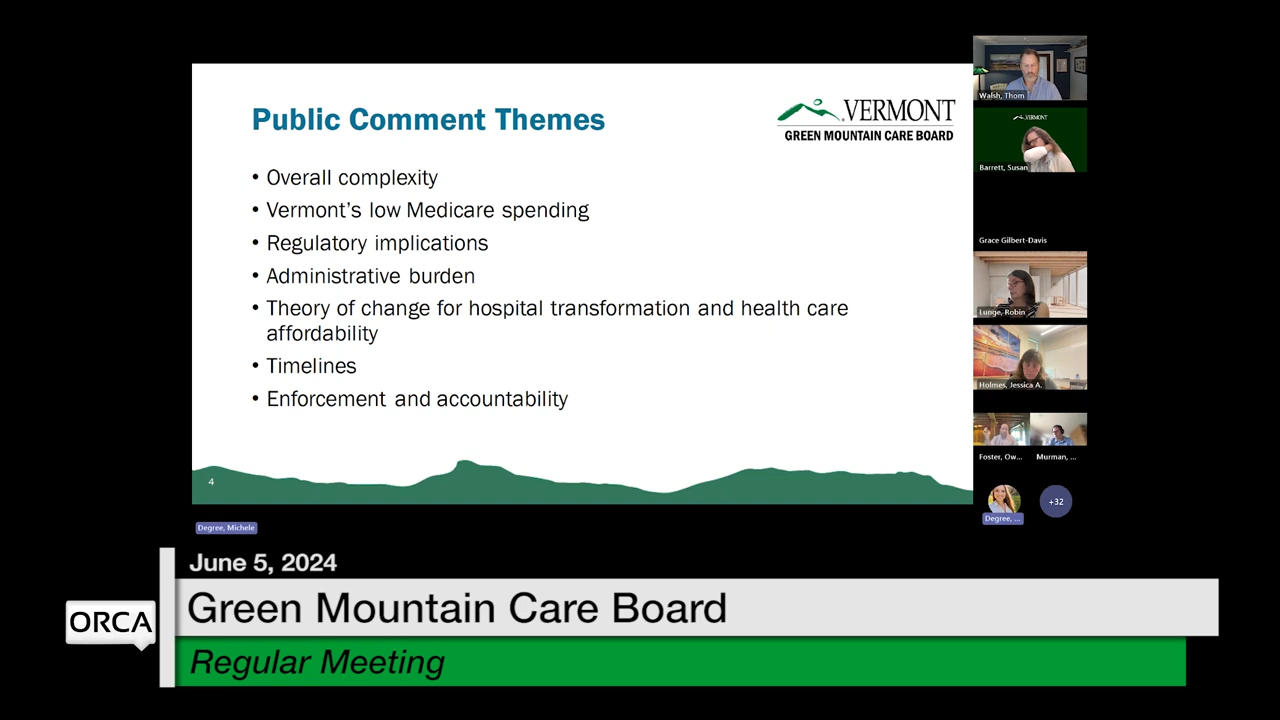 Public Comment Themes
VERMONT
GREEN MOUNTAIN CARE BOARD
• Overall complexity
• Vermont's low Medicare spending
• Regulatory implications
• Administrative burden
• Theory of change for hospital transformation and health care
affordability
• Timelines
• Enforcement and accountability
4
Degree, Michele
Walsh, Thom
VERMONT
Barrett, Susan
Grace Gilbert-Davis
Lunge, Robin
Holmes, Jessica A.
Foster, Ow...
Murman, ...
Degree, ...
+32
June 5, 2024
ORCA
Green Mountain Care Board
Regular Meeting